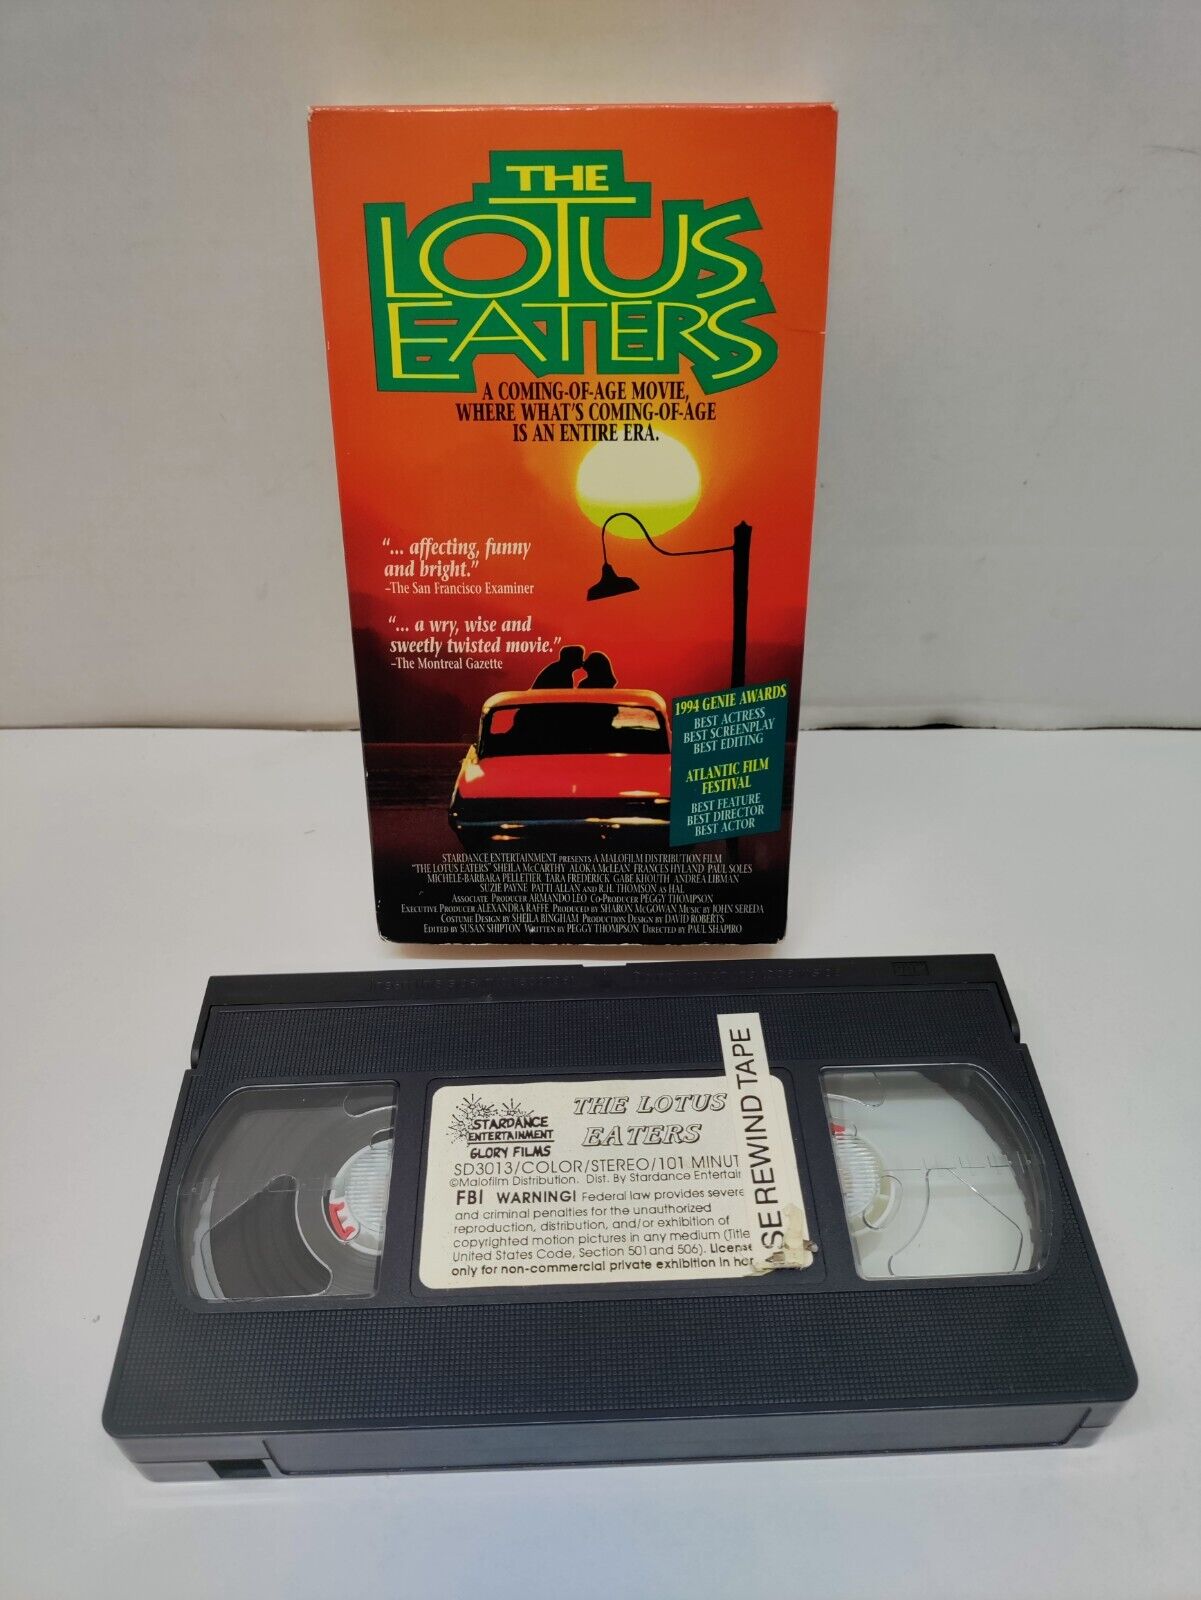 THE
LOTUS
EATERS
A COMING-OF-AGE MOVIE,
WHERE WHAT'S COMING-OF-AGE
IS AN ENTIRE ERA.
"... affecting, funny
and bright."
-The San Francisco Examiner
"... a wry, wise and
sweetly twisted movie."
-The Montreal Gazette
1994 GENIE AWARDS
BEST ACTRESS
BEST SCREENPLAY
BEST EDITING
ATLANTIC FILM
FESTIVAL
BEST FEATURE
BEST DIRECTOR
BEST ACTOR
STARDANCE ENTERTAINMENT PRESENTS A MALOFILM DISTRIBUTION FILM
"THE LOTUS EATERS" SHEILA McCARTHY ALOKA McLEAN FRANCES HYLAND PAUL SOLES
MICHELE-BARBARA PELLETIER TARA FREDERICK GABE KHOUTH ANDREA LIBMAN
SUZIE PAYNE PATTI ALLAN AND R.H. THOMSON AS HAL
ASSOCIATE PRODUCER ARMANDO LEO CO-PRODUCER PEGGY THOMPSON
EXECUTIVE PRODUCER ALEXANDRA RAFFE PRODUCED BY SHARON McGOWAN MUSIC BY JOHN SEREDA
COSTUME DESIGN BY SHEILA BINGHAM PRODUCTION DESIGN BY DAVID ROBERTS
EDITED BY SUSAN SHIPTON WRITTEN BY PEGGY THOMPSON DIRECTED BY PAUL SHAPIRO
STARDANCE
ENTERTAINMENT
GLORY FILMS
THE LOTUS
EATERS
SD3013/COLOR/STEREO/101 MINUT
©Malofilm Distribution. Dist. By Stardance Entertain
FBI WARNING! Federal law provides severe
and criminal penalties for the unauthorized
reproduction, distribution, and/or exhibition of
copyrighted motion pictures in any medium (Title
United States Code, Section 501 and 506). License
only for non-commercial private exhibition in hom
SE REWIND TAPE